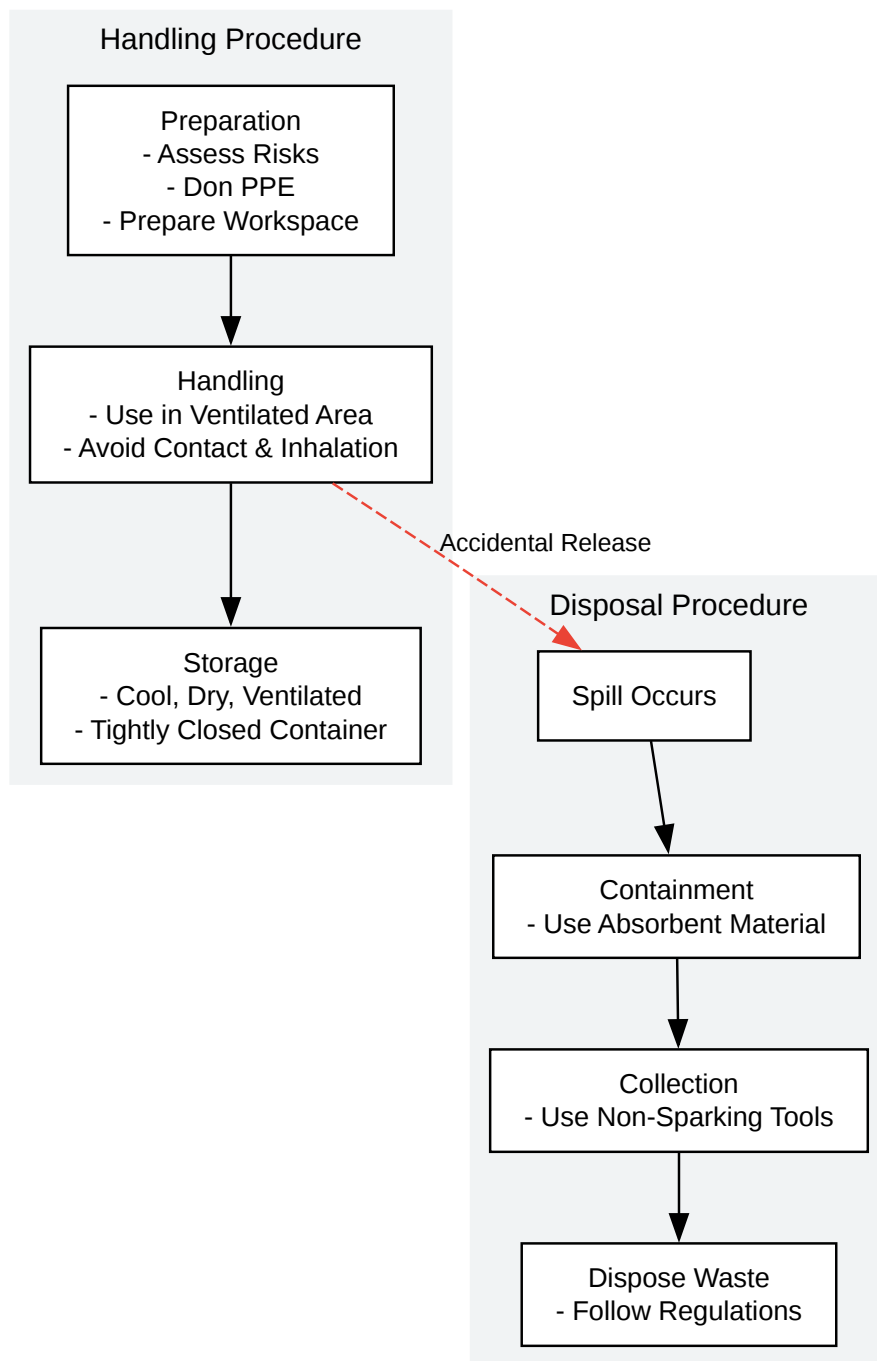 Handling Procedure
Preparation
- Assess Risks
- Don PPE
- Prepare Workspace
Handling
- Use in Ventilated Area
- Avoid Contact & Inhalation
Accidental Release
Storage
- Cool, Dry, Ventilated
- Tightly Closed Container
Disposal Procedure
Spill Occurs
Containment
- Use Absorbent Material
Collection
- Use Non-Sparking Tools
Dispose Waste
- Follow Regulations